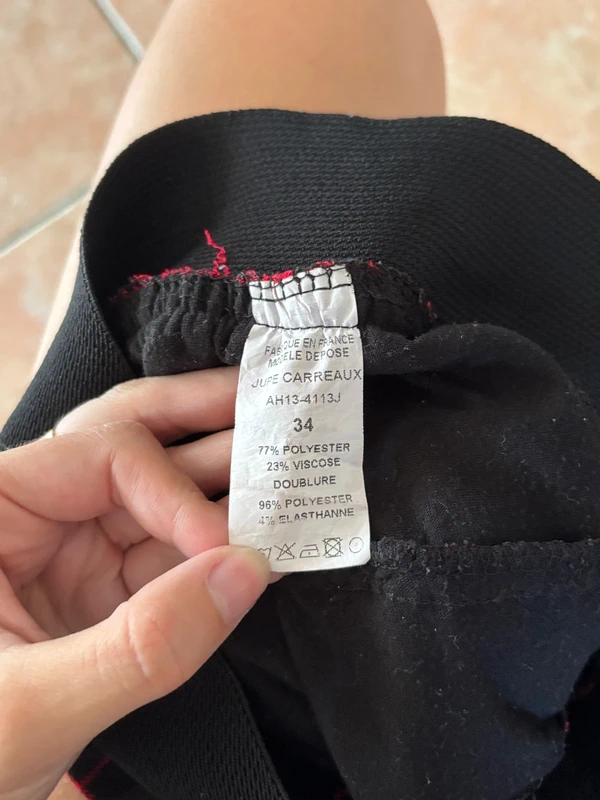 FABRIQUE EN FRANCE
MODELE DEPOSE
JUPE CARREAUX
AH13-4113J
34
77% POLYESTER
23% VISCOSE
DOUBLURE
96% POLYESTER
4% ELASTHANNE